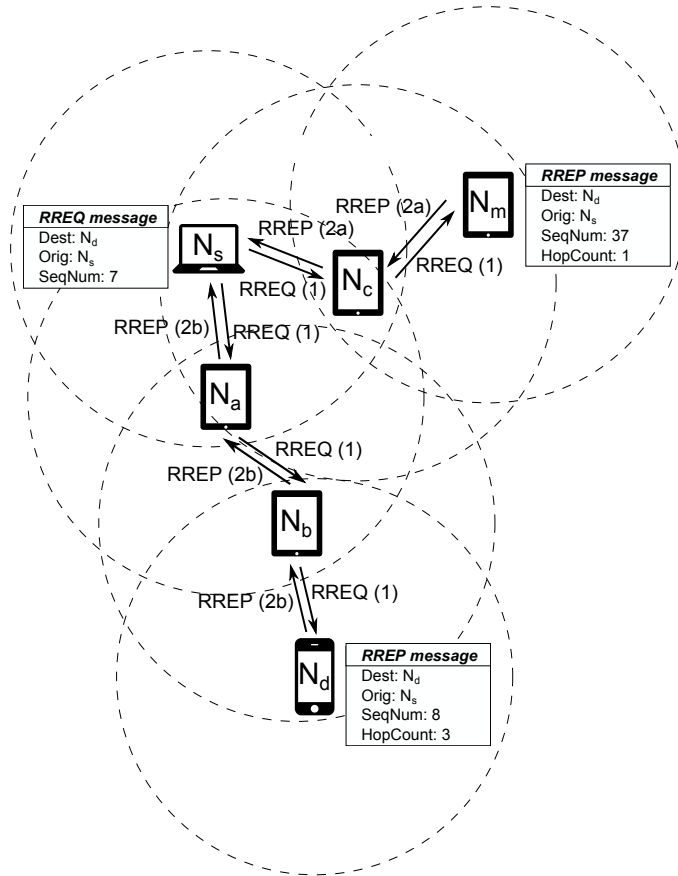 RREP message
Dest: Nd
Orig: Ns
SeqNum: 37
HopCount: 1
Nm
RREP (2a)
RREQ (1)
RREQ message
Dest: Nd
Orig: Ns
SeqNum: 7
Ns
RREP (2a)
RREQ (1)
Nc
RREP (2b)
RREQ (1)
Na
RREQ (1)
RREP (2b)
Nb
RREP (2b)
RREQ (1)
Nd
RREP message
Dest: Nd
Orig: Ns
SeqNum: 8
HopCount: 3